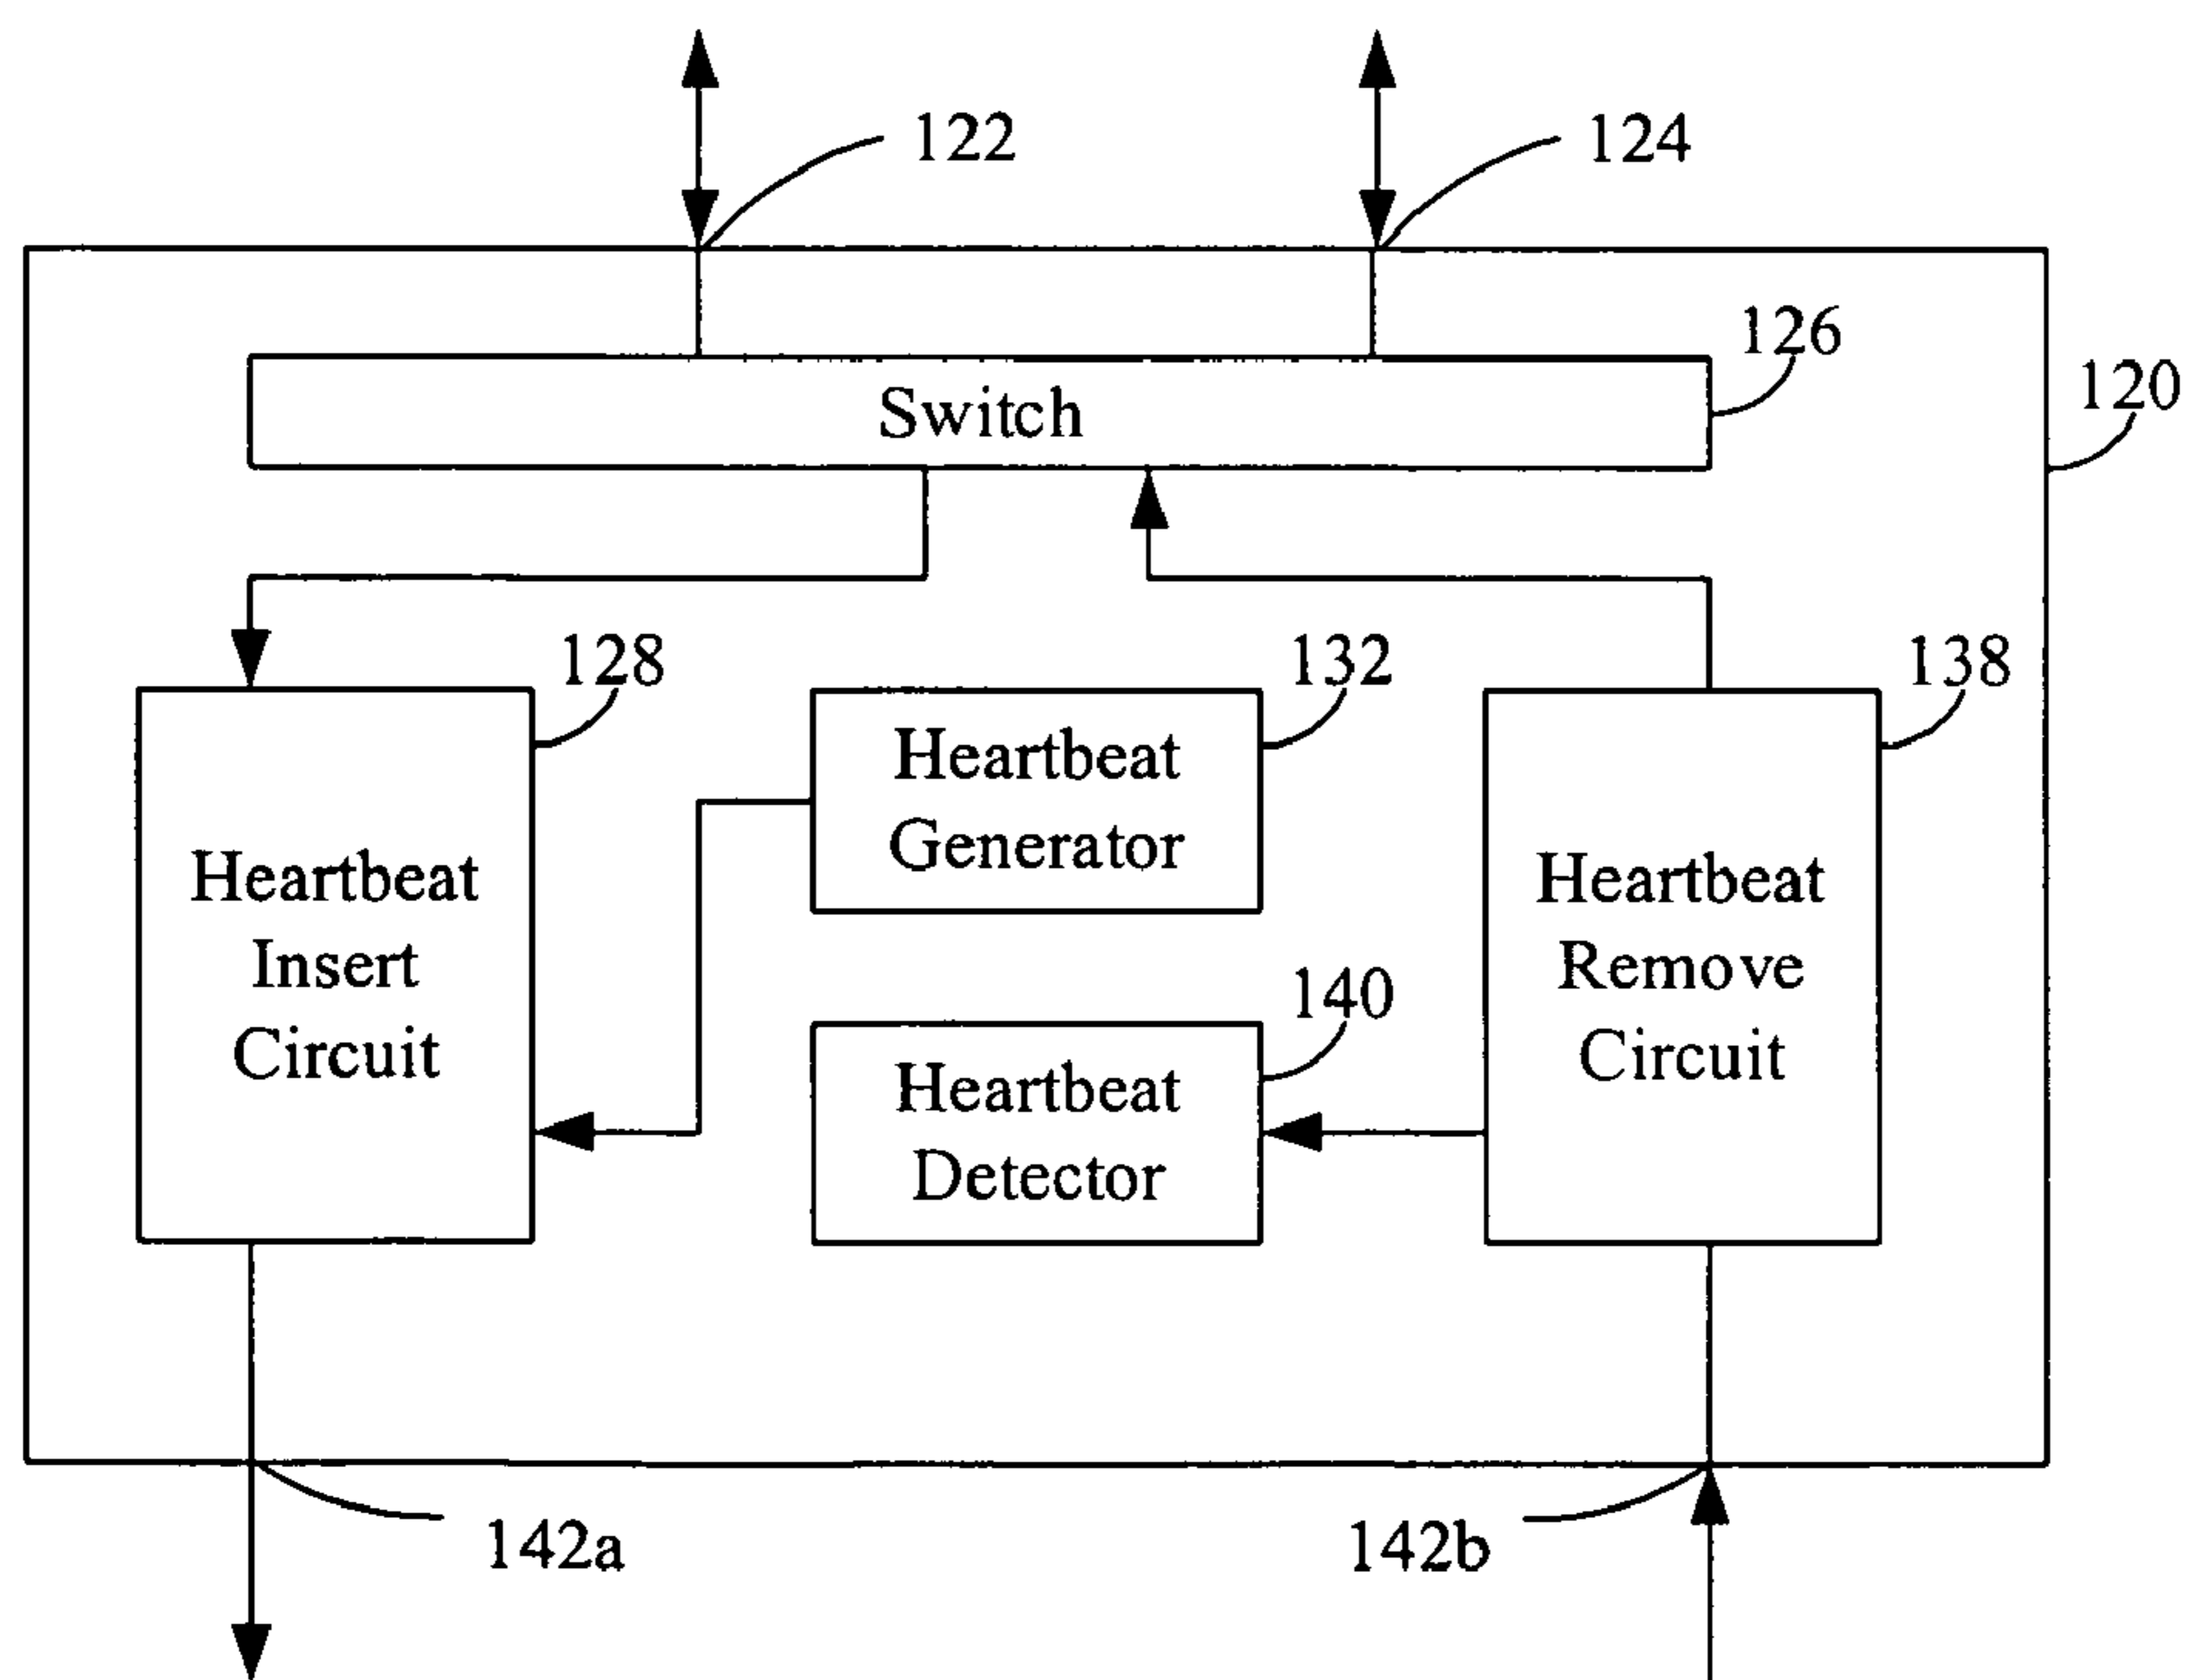 122
124
126
120
Switch
128
132
138
Heartbeat
Generator
Heartbeat
Insert
Circuit
Heartbeat
Remove
Circuit
140
Heartbeat
Detector
142a
142b